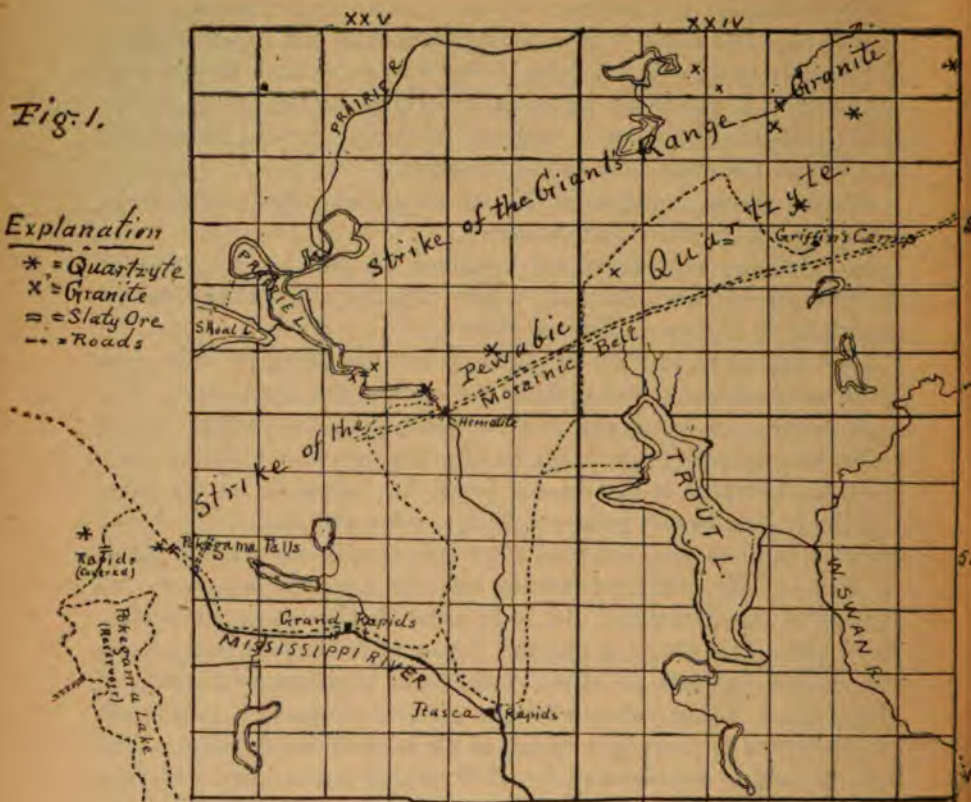 XXV
XXIV
Fig. 1.
Explanation
* = Quartzyte
x = Granite
= = Slaty Ore
-- = Roads
PRAIRIE R.
Strike of the Giant's Range Granite
PRAIRIE L.
Shoal L.
Strike of the Pewabic Quartzyte.
Griffin's Camp
Morainic Belt
Hematite
TROUT L.
W. SWAN R.
Rapids
(Covered)
Pokegama Falls
Pokegama Lake
(Reservoir)
Grand Rapids
MISSISSIPPI RIVER
Itasca Rapids